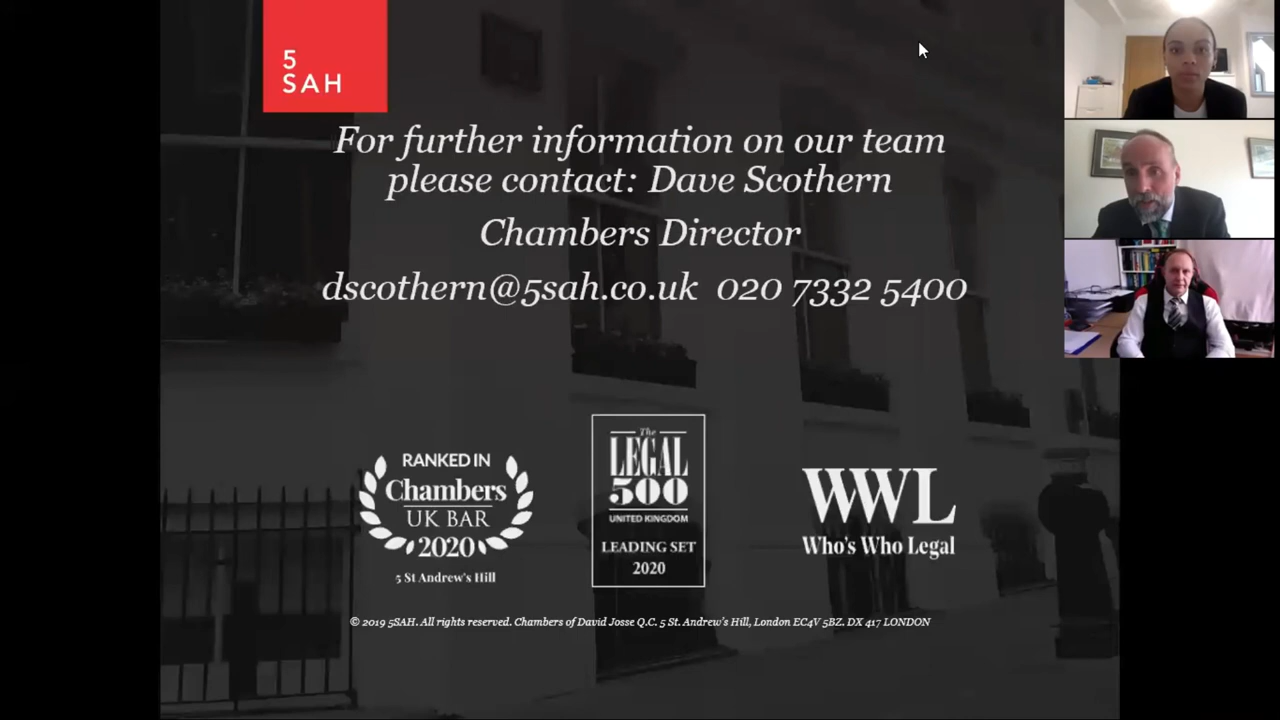 5
SAH
For further information on our team
please contact: Dave Scothern
Chambers Director
dscothern@5sah.co.uk 020 7332 5400
RANKED IN
Chambers
UK BAR
2020
5 St Andrew's Hill
The
LEGAL
500
UNITED KINGDOM
LEADING SET
2020
WWL
Who's Who Legal
© 2019 5SAH. All rights reserved. Chambers of David Josse Q.C. 5 St. Andrew's Hill, London EC4V 5BZ. DX 417 LONDON